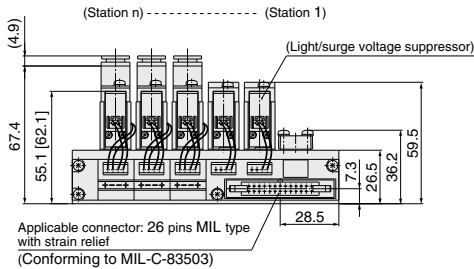 (Station n) (Station 1)
(Light/surge voltage suppressor)
(4.9)
67.4
55.1 [62.1]
7.3
26.5
36.2
59.5
28.5
Applicable connector: 26 pins MIL type
with strain relief
(Conforming to MIL-C-83503)